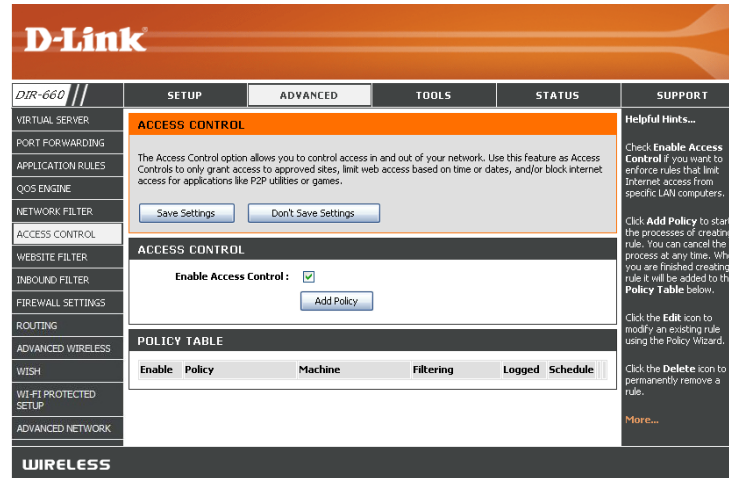 D-Link
DIR-660
SETUP
ADVANCED
TOOLS
STATUS
SUPPORT
VIRTUAL SERVER
PORT FORWARDING
APPLICATION RULES
QOS ENGINE
NETWORK FILTER
ACCESS CONTROL
WEBSITE FILTER
INBOUND FILTER
FIREWALL SETTINGS
ROUTING
ADVANCED WIRELESS
WISH
WI-FI PROTECTED
SETUP
ADVANCED NETWORK
ACCESS CONTROL
The Access Control option allows you to control access in and out of your network. Use this feature as Access
Controls to only grant access to approved sites, limit web access based on time or dates, and/or block internet
access for applications like P2P utilities or games.
Save Settings
Don't Save Settings
ACCESS CONTROL
Enable Access Control :
Add Policy
POLICY TABLE
Enable Policy Machine Filtering Logged Schedule
Helpful Hints...
Check Enable Access
Control if you want to
enforce rules that limit
Internet access from
specific LAN computers.
Click Add Policy to start
the processes of creating
rule. You can cancel the
process at any time. Wh
you are finished creating
rule it will be added to th
Policy Table below.
Click the Edit icon to
modify an existing rule
using the Policy Wizard.
Click the Delete icon to
permanently remove a
rule.
More...
WIRELESS